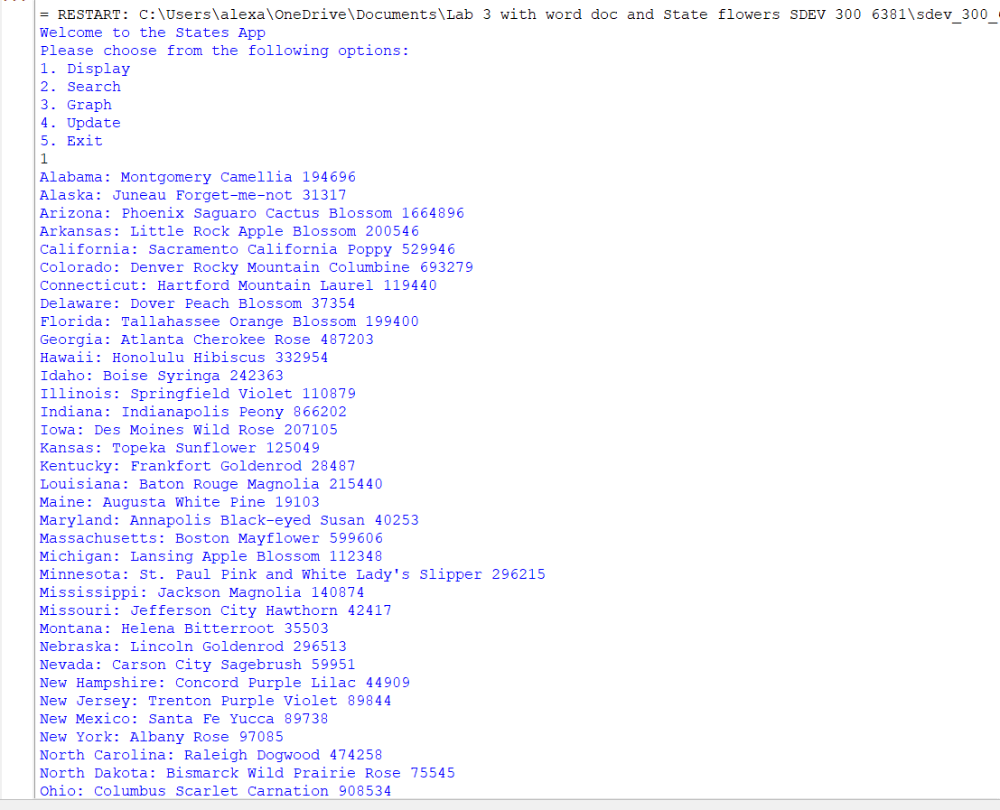 = RESTART: C:\Users\alexa\OneDrive\Documents\Lab 3 with word doc and State flowers SDEV 300 6381\sdev_300_
Welcome to the States App
Please choose from the following options:
1. Display
2. Search
3. Graph
4. Update
5. Exit
1
Alabama: Montgomery Camellia 194696
Alaska: Juneau Forget-me-not 31317
Arizona: Phoenix Saguaro Cactus Blossom 1664896
Arkansas: Little Rock Apple Blossom 200546
California: Sacramento California Poppy 529946
Colorado: Denver Rocky Mountain Columbine 693279
Connecticut: Hartford Mountain Laurel 119440
Delaware: Dover Peach Blossom 37354
Florida: Tallahassee Orange Blossom 199400
Georgia: Atlanta Cherokee Rose 487203
Hawaii: Honolulu Hibiscus 332954
Idaho: Boise Syringa 242363
Illinois: Springfield Violet 110879
Indiana: Indianapolis Peony 866202
Iowa: Des Moines Wild Rose 207105
Kansas: Topeka Sunflower 125049
Kentucky: Frankfort Goldenrod 28487
Louisiana: Baton Rouge Magnolia 215440
Maine: Augusta White Pine 19103
Maryland: Annapolis Black-eyed Susan 40253
Massachusetts: Boston Mayflower 599606
Michigan: Lansing Apple Blossom 112348
Minnesota: St. Paul Pink and White Lady's Slipper 296215
Mississippi: Jackson Magnolia 140874
Missouri: Jefferson City Hawthorn 42417
Montana: Helena Bitterroot 35503
Nebraska: Lincoln Goldenrod 296513
Nevada: Carson City Sagebrush 59951
New Hampshire: Concord Purple Lilac 44909
New Jersey: Trenton Purple Violet 89844
New Mexico: Santa Fe Yucca 89738
New York: Albany Rose 97085
North Carolina: Raleigh Dogwood 474258
North Dakota: Bismarck Wild Prairie Rose 75545
Ohio: Columbus Scarlet Carnation 908534